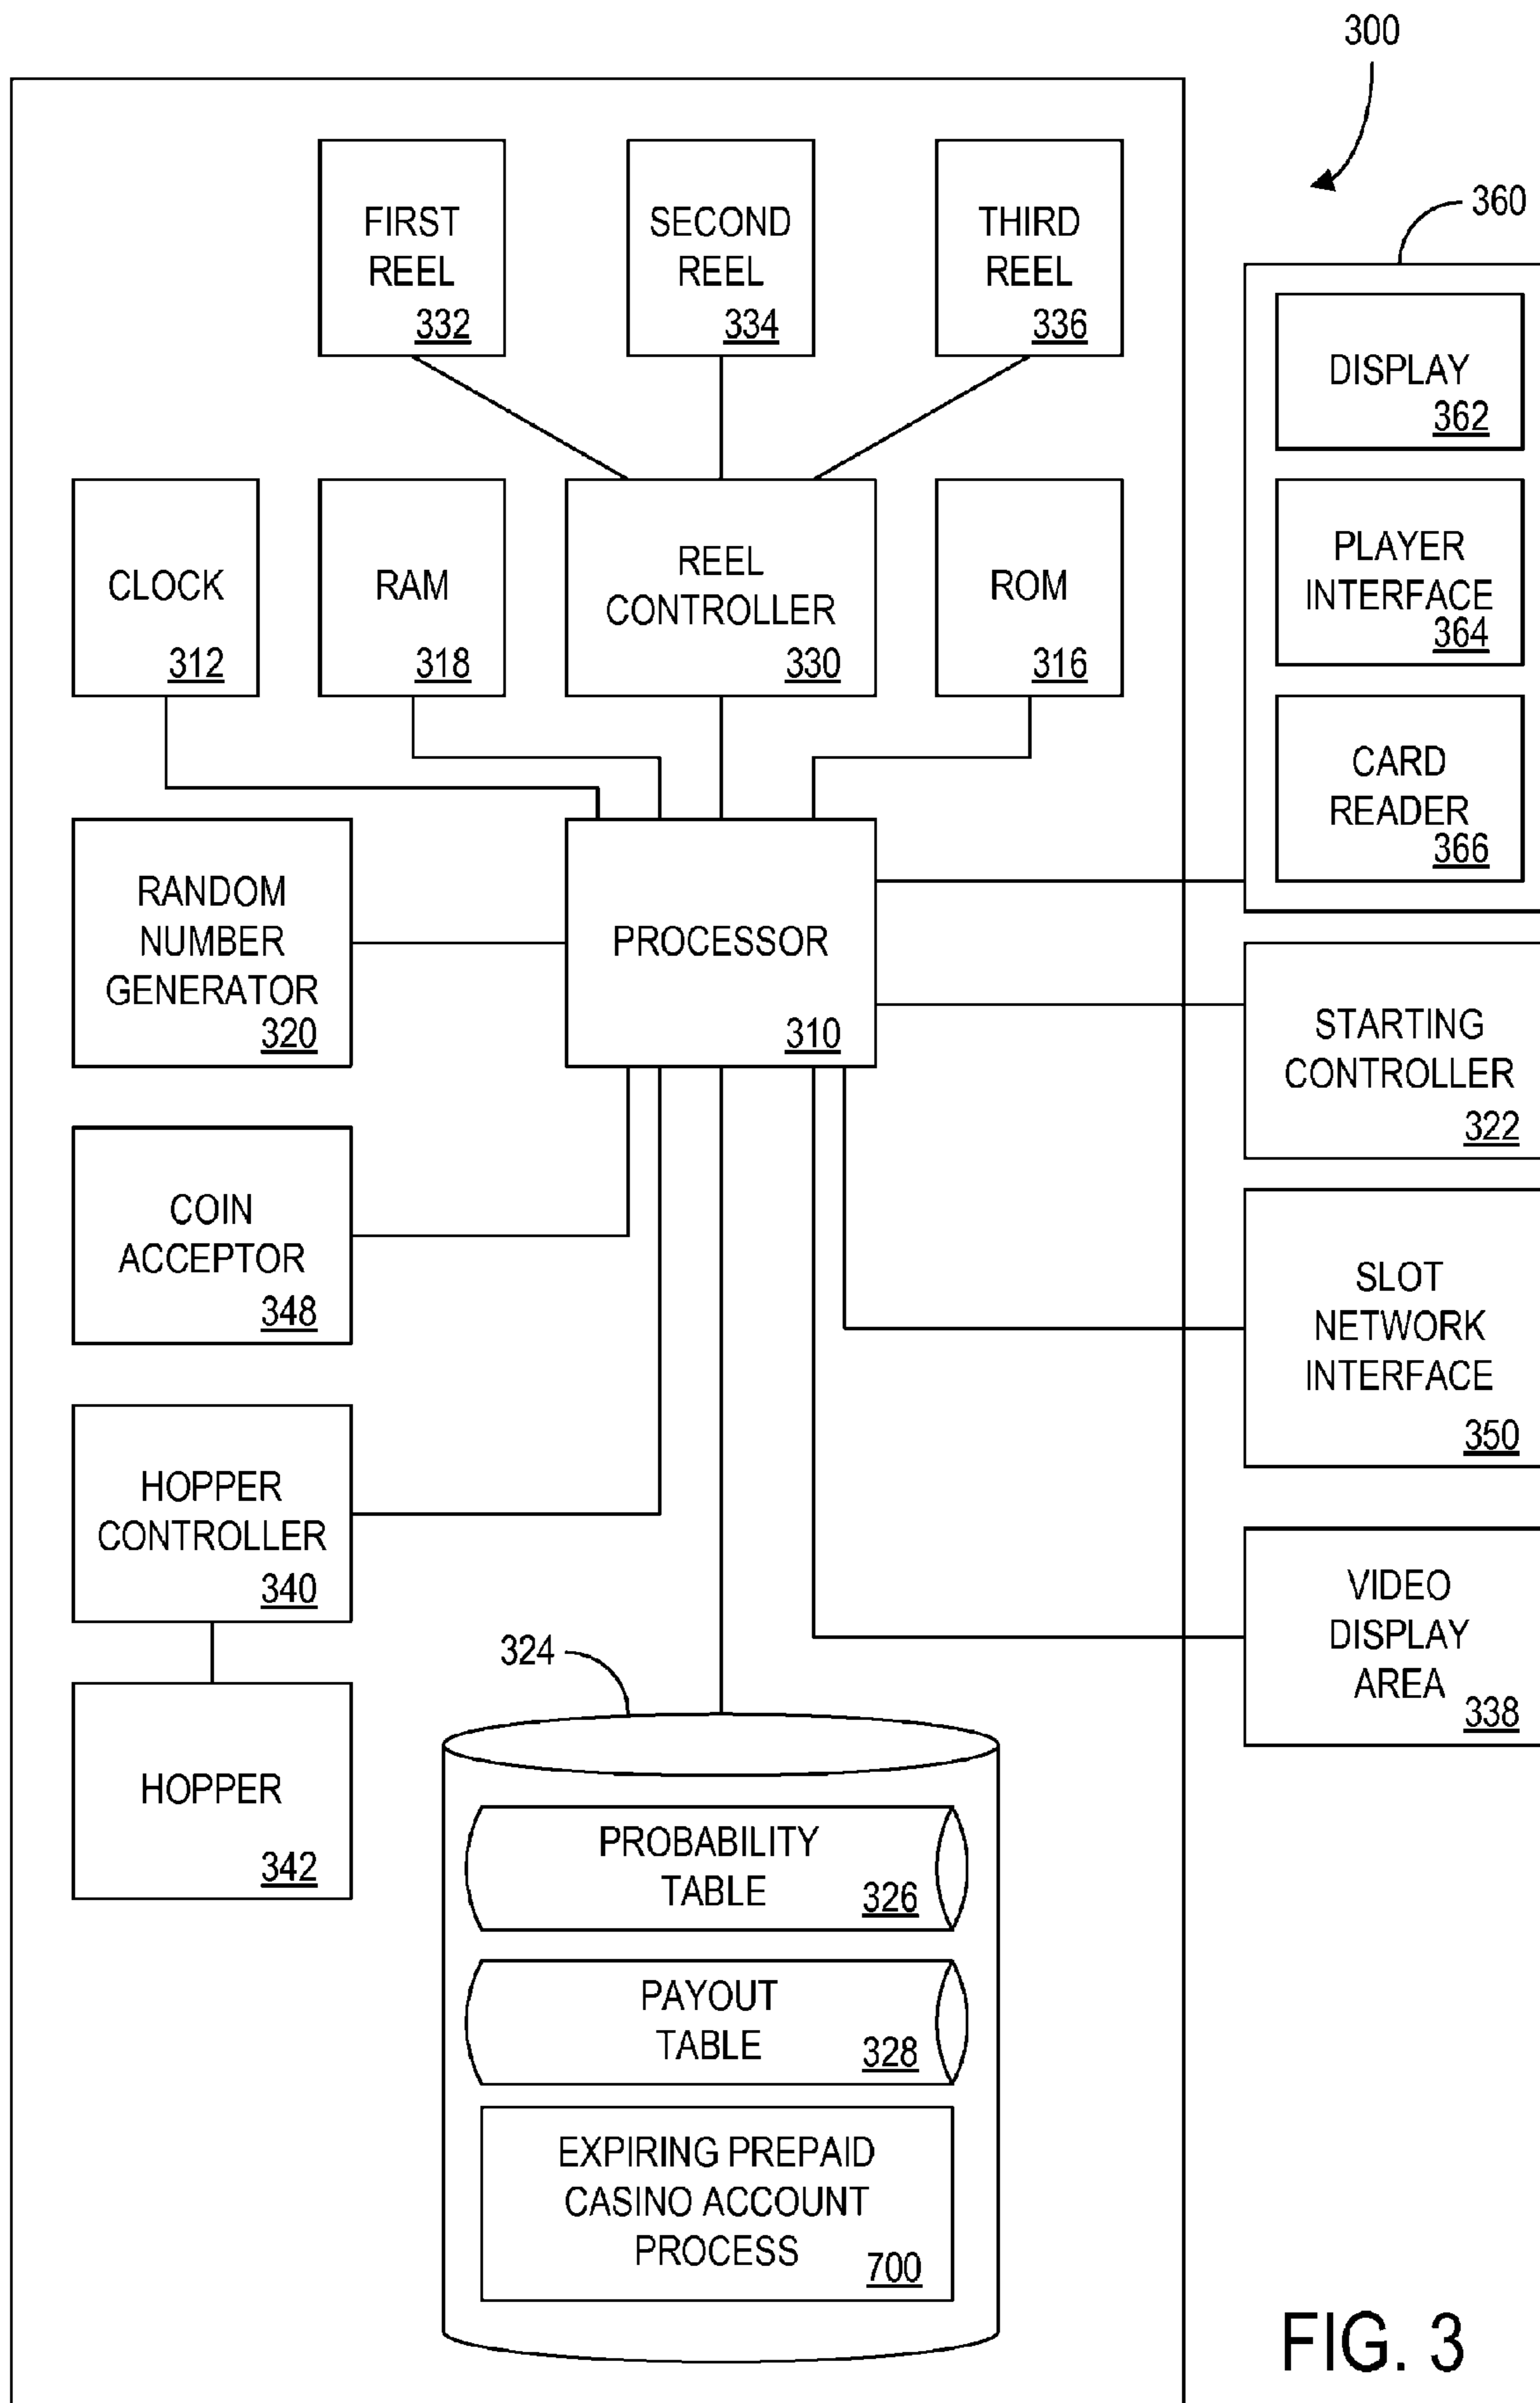 300
360
FIRST
REEL
332
SECOND
REEL
334
THIRD
REEL
336
DISPLAY
362
PLAYER
INTERFACE
364
CARD
READER
366
CLOCK
312
RAM
318
REEL
CONTROLLER
330
ROM
316
RANDOM
NUMBER
GENERATOR
320
PROCESSOR
310
STARTING
CONTROLLER
322
COIN
ACCEPTOR
348
SLOT
NETWORK
INTERFACE
350
HOPPER
CONTROLLER
340
VIDEO
DISPLAY
AREA
338
324
HOPPER
342
PROBABILITY
TABLE
326
PAYOUT
TABLE
328
EXPIRING PREPAID
CASINO ACCOUNT
PROCESS
700
FIG. 3